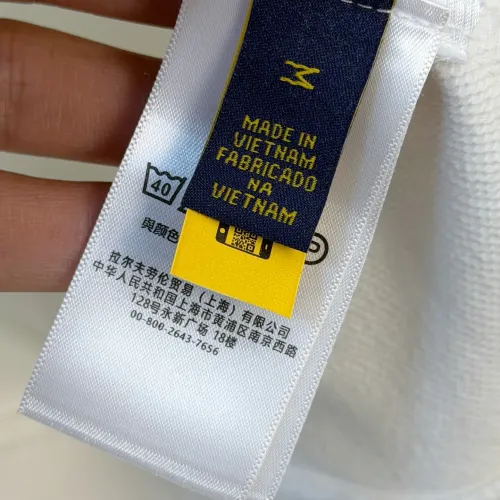 M
MADE IN
VIETNAM
FABRICADO
NA
VIETNAM
40
P
與顏色
拉尔夫劳伦贸易（上海）有限公司
中华人民共和国上海市黄浦区南京西路
128号永新广场 18楼
00-800-2643-7656